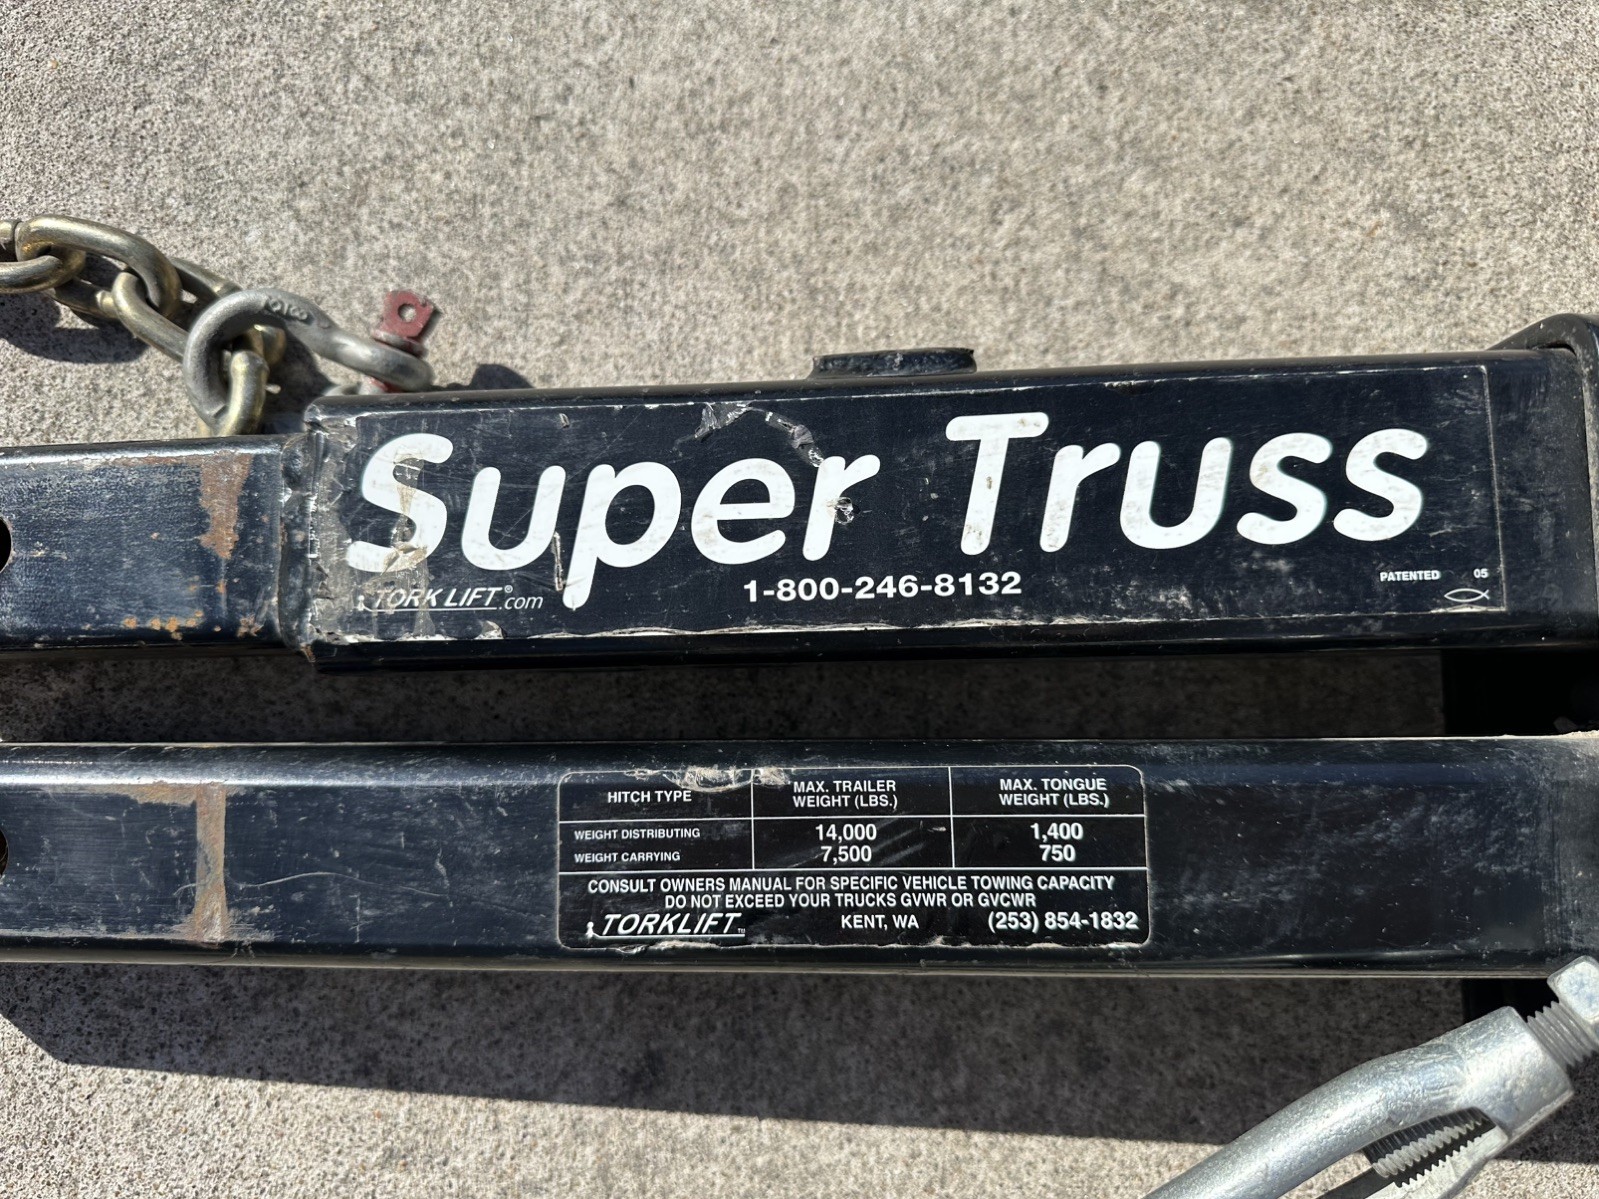 Super Truss
TORKLIFT®.com
1-800-246-8132
PATENTED 05
HITCH TYPE
MAX. TRAILER
WEIGHT (LBS.)
MAX. TONGUE
WEIGHT (LBS.)
WEIGHT DISTRIBUTING 14,000 1,400
WEIGHT CARRYING 7,500 750
CONSULT OWNERS MANUAL FOR SPECIFIC VEHICLE TOWING CAPACITY
DO NOT EXCEED YOUR TRUCKS GVWR OR GVCWR
TORKLIFT™ KENT, WA (253) 854-1832